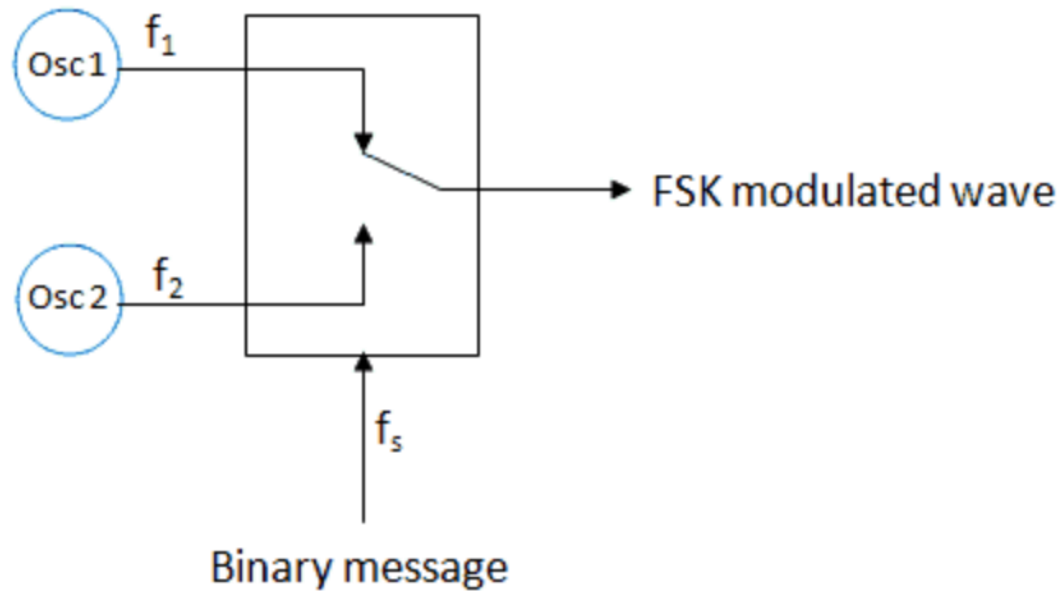 Osc1
f₁
FSK modulated wave
Osc2
f₂
fₛ
Binary message